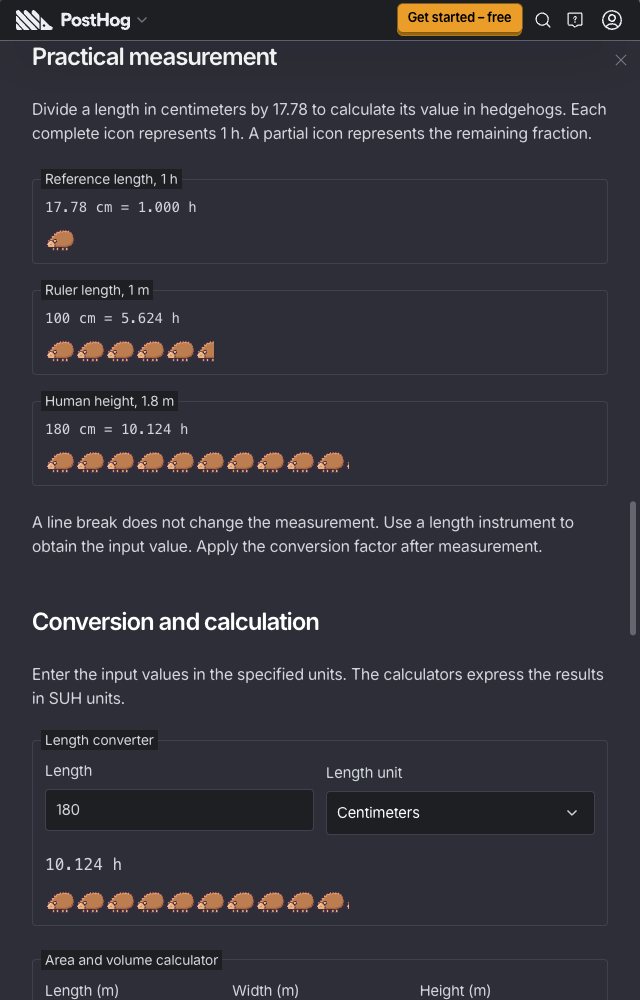 PostHog
Get started – free
Practical measurement
Divide a length in centimeters by 17.78 to calculate its value in hedgehogs. Each
complete icon represents 1 h. A partial icon represents the remaining fraction.
Reference length, 1 h
17.78 cm = 1.000 h
Ruler length, 1 m
100 cm = 5.624 h
Human height, 1.8 m
180 cm = 10.124 h
A line break does not change the measurement. Use a length instrument to
obtain the input value. Apply the conversion factor after measurement.
Conversion and calculation
Enter the input values in the specified units. The calculators express the results
in SUH units.
Length converter
Length
Length unit
180
Centimeters
10.124 h
Area and volume calculator
Length (m)
Width (m)
Height (m)